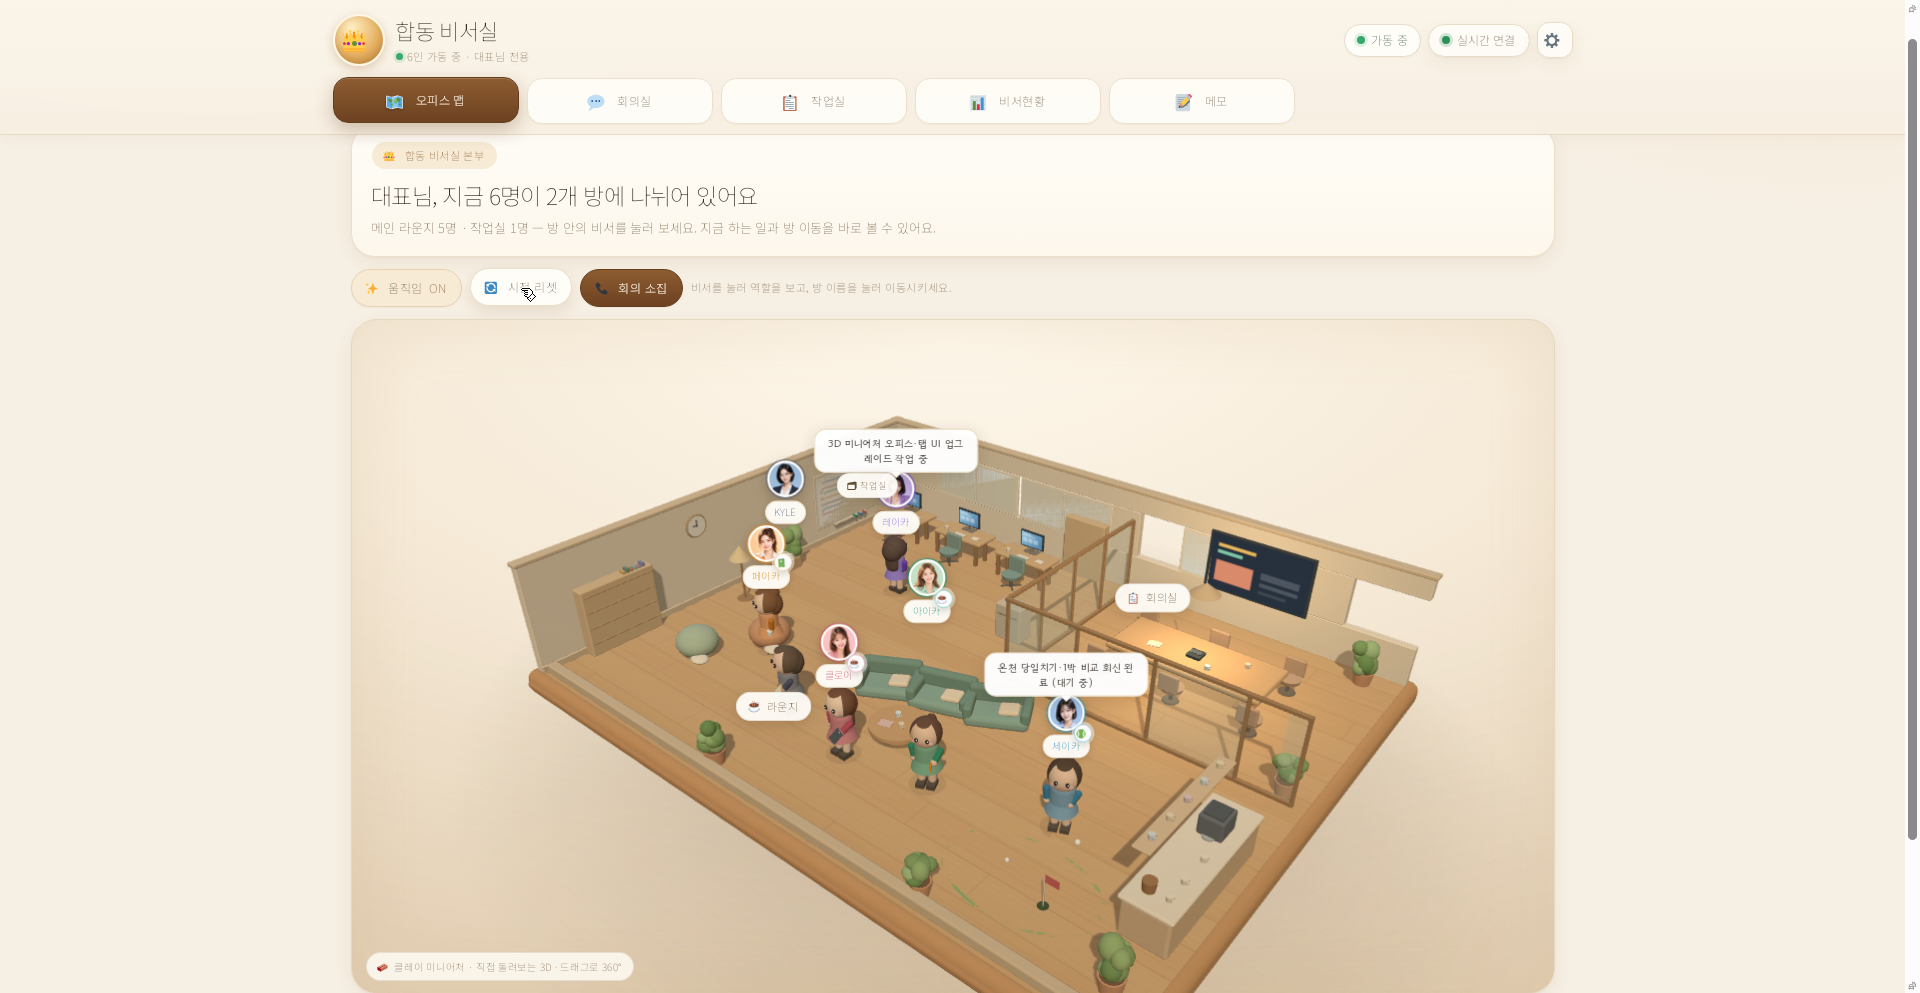 합동 비서실
6인 가동 중 · 대표님 전용
가동 중
실시간 연결
오피스 맵
회의실
작업실
비서현황
메모
합동 비서실 본부
대표님, 지금 6명이 2개 방에 나뉘어 있어요
메인 라운지 5명 · 작업실 1명 — 방 안의 비서를 눌러 보세요. 지금 하는 일과 방 이동을 바로 볼 수 있어요.
움직임 ON
시점 리셋
회의 소집
비서를 눌러 역할을 보고, 방 이름을 눌러 이동시키세요.
3D 미니어처 오피스·탭 UI 업그
레이드 작업 중
작업실
KYLE
레이카
페이카
아이카
회의실
클로이
온천 당일치기·1박 비교 회신 완
료 (대기 중)
라운지
세이카
클레이 미니어처 · 직접 돌려보는 3D · 드래그로 360°